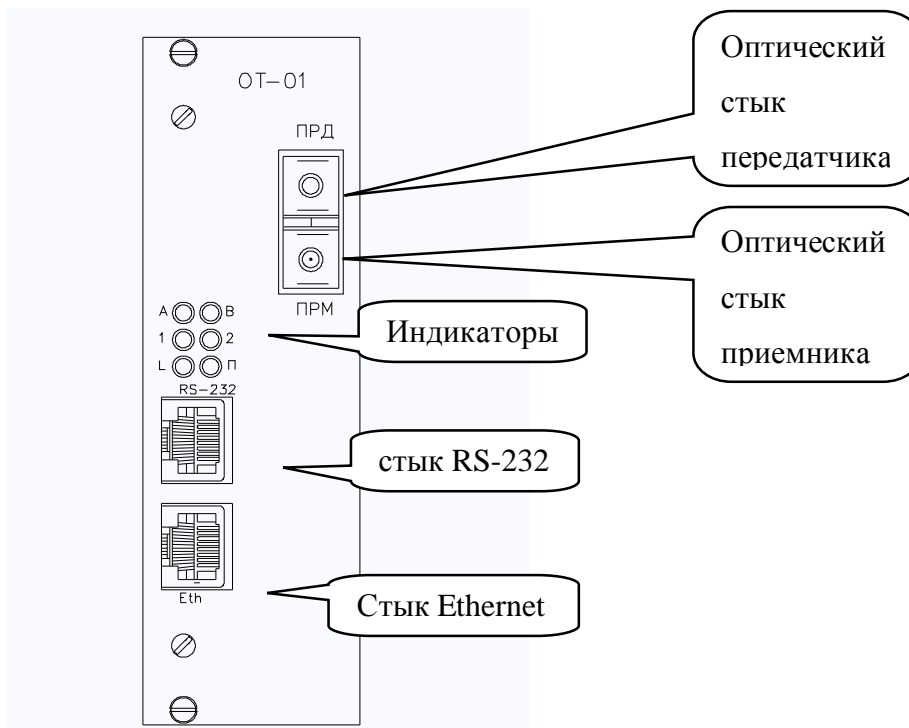 ОТ-01
ПРД
ПРМ
А В
1 2
L П
RS-232
Eth
Оптический
стык
передатчика
Оптический
стык
приемника
Индикаторы
стык RS-232
Стык Ethernet